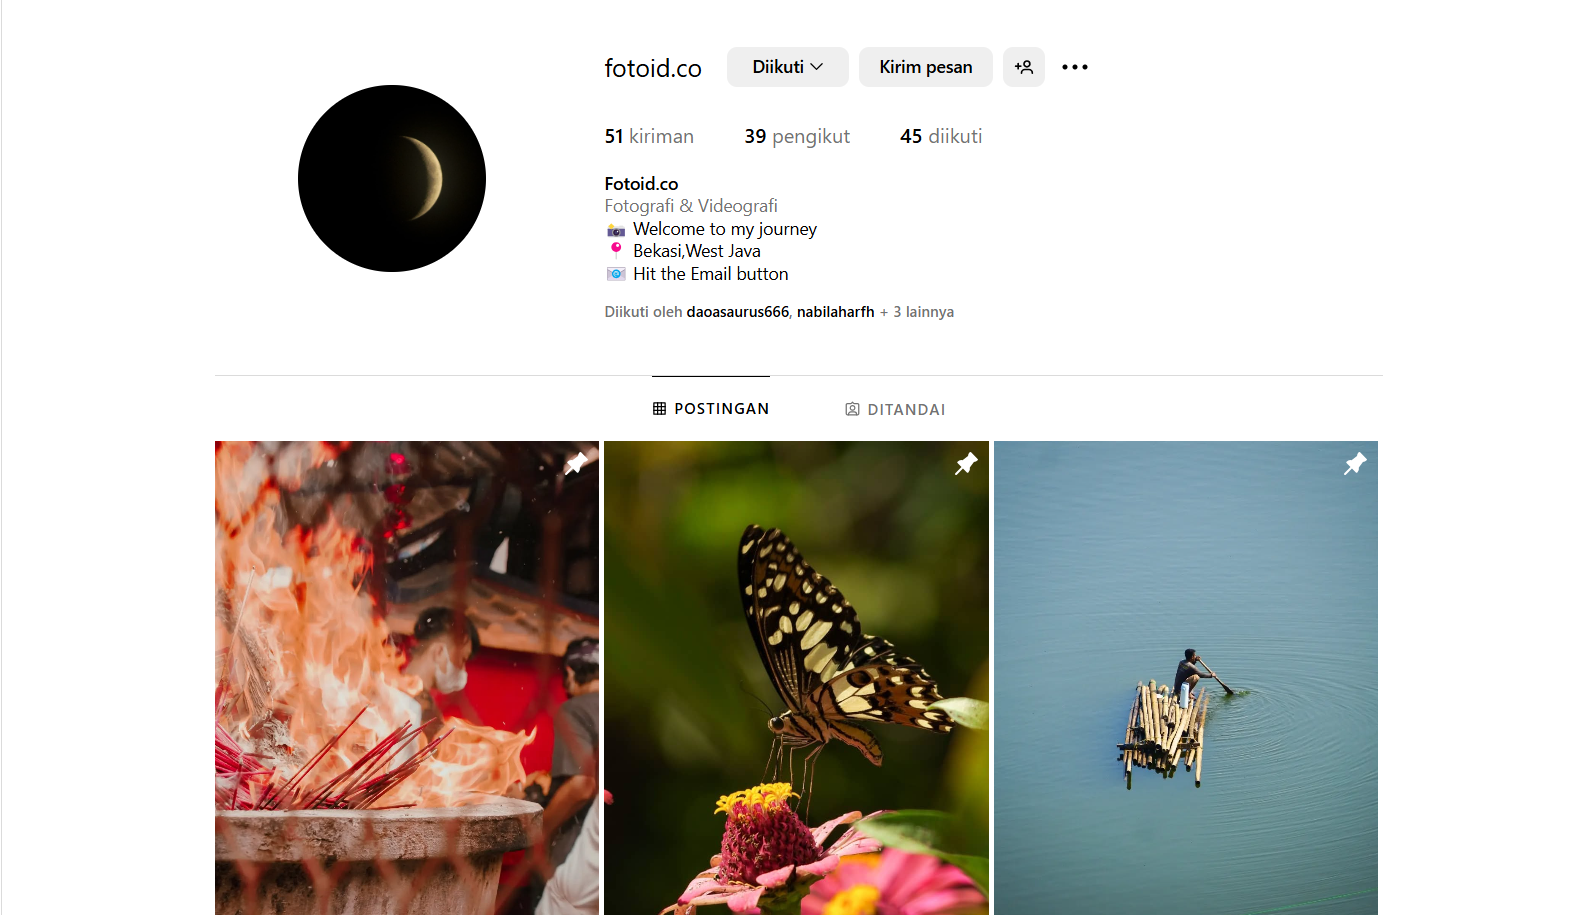 fotoid.co
Diikuti
Kirim pesan
51 kiriman
39 pengikut
45 diikuti
Fotoid.co
Fotografi & Videografi
📸 Welcome to my journey
📍 Bekasi,West Java
📧 Hit the Email button
Diikuti oleh daoasaurus666, nabilaharfh + 3 lainnya
POSTINGAN
DITANDAI